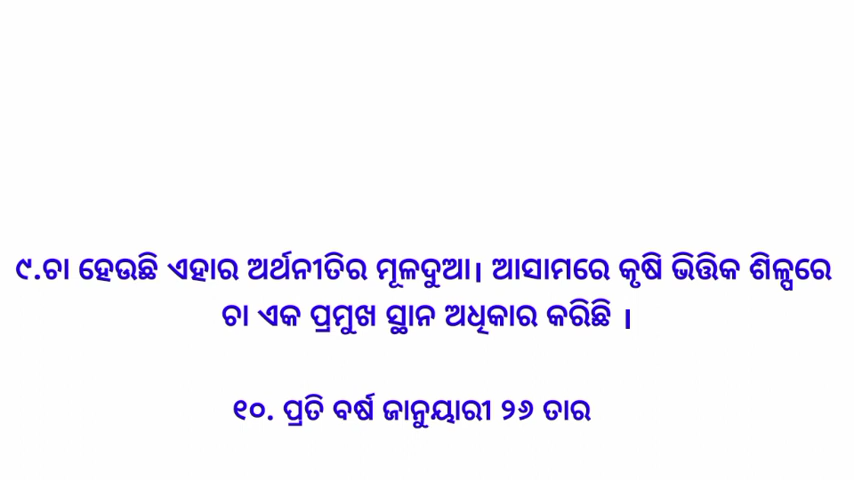 ୯.ଚା ହେଉଛି ଏହାର ଅର୍ଥନୀତିର ମୂଳଦୁଆ। ଆସାମରେ କୃଷି ଭିତ୍ତିକ ଶିଳ୍ପରେ
ଚା ଏକ ପ୍ରମୁଖ ସ୍ଥାନ ଅଧିକାର କରିଛି ।
୧୦. ପ୍ରତି ବର୍ଷ ଜାନୁୟାରୀ ୨୬ ତାର